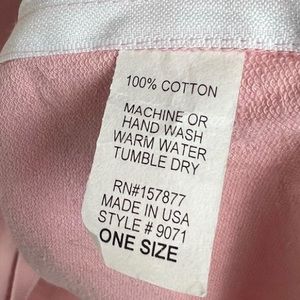 100% COTTON
MACHINE OR
HAND WASH
WARM WATER
TUMBLE DRY
RN#157877
MADE IN USA
STYLE # 9071
ONE SIZE